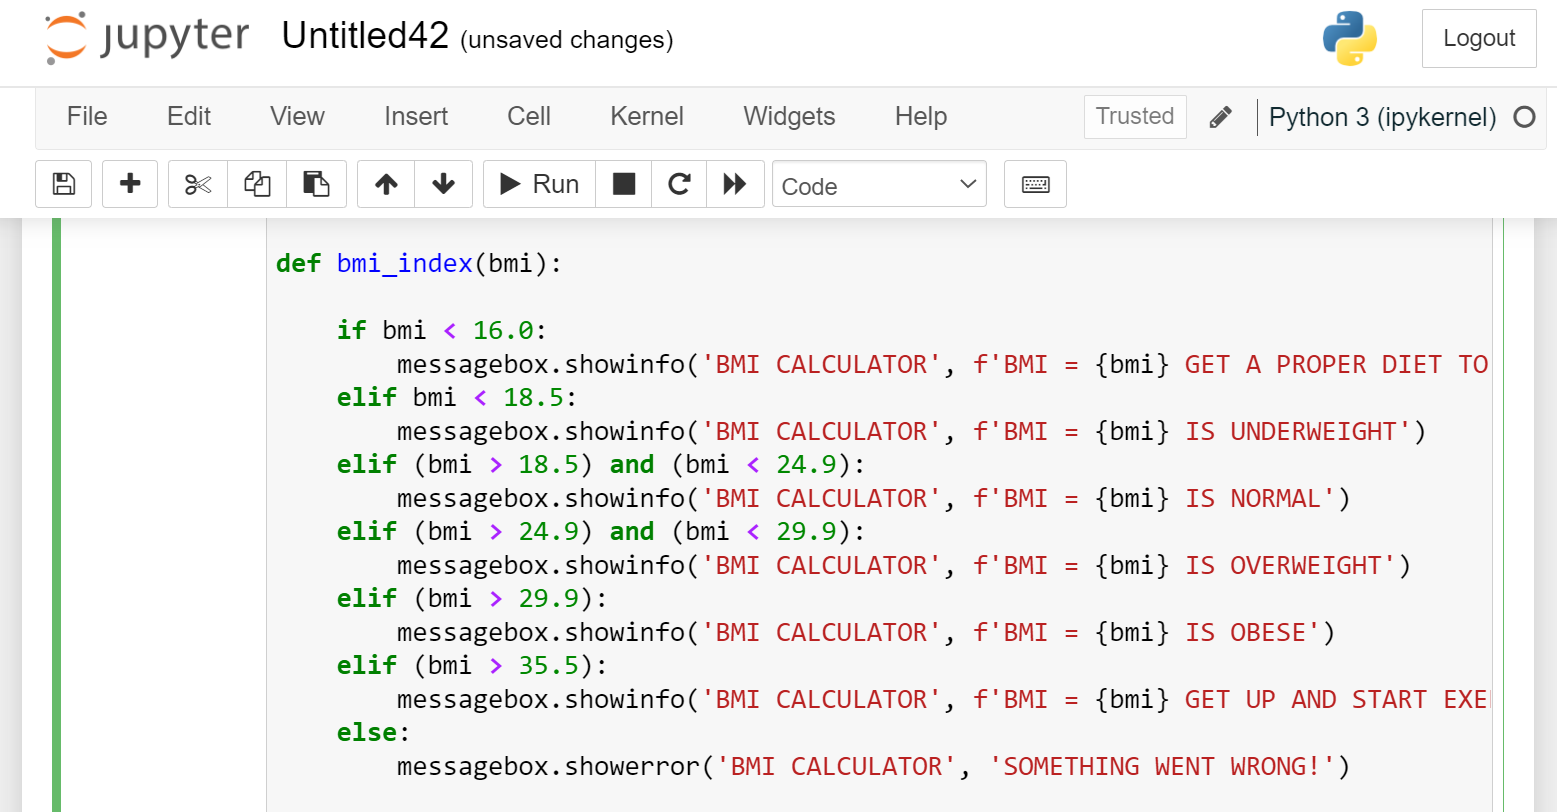 jupyter Untitled42 (unsaved changes) Logout
File Edit View Insert Cell Kernel Widgets Help Trusted Python 3 (ipykernel)
Run Code
def bmi_index(bmi):
if bmi < 16.0:
messagebox.showinfo('BMI CALCULATOR', f'BMI = {bmi} GET A PROPER DIET TO
elif bmi < 18.5:
messagebox.showinfo('BMI CALCULATOR', f'BMI = {bmi} IS UNDERWEIGHT')
elif (bmi > 18.5) and (bmi < 24.9):
messagebox.showinfo('BMI CALCULATOR', f'BMI = {bmi} IS NORMAL')
elif (bmi > 24.9) and (bmi < 29.9):
messagebox.showinfo('BMI CALCULATOR', f'BMI = {bmi} IS OVERWEIGHT')
elif (bmi > 29.9):
messagebox.showinfo('BMI CALCULATOR', f'BMI = {bmi} IS OBESE')
elif (bmi > 35.5):
messagebox.showinfo('BMI CALCULATOR', f'BMI = {bmi} GET UP AND START
else:
messagebox.showerror('BMI CALCULATOR', 'SOMETHING WENT WRONG!')